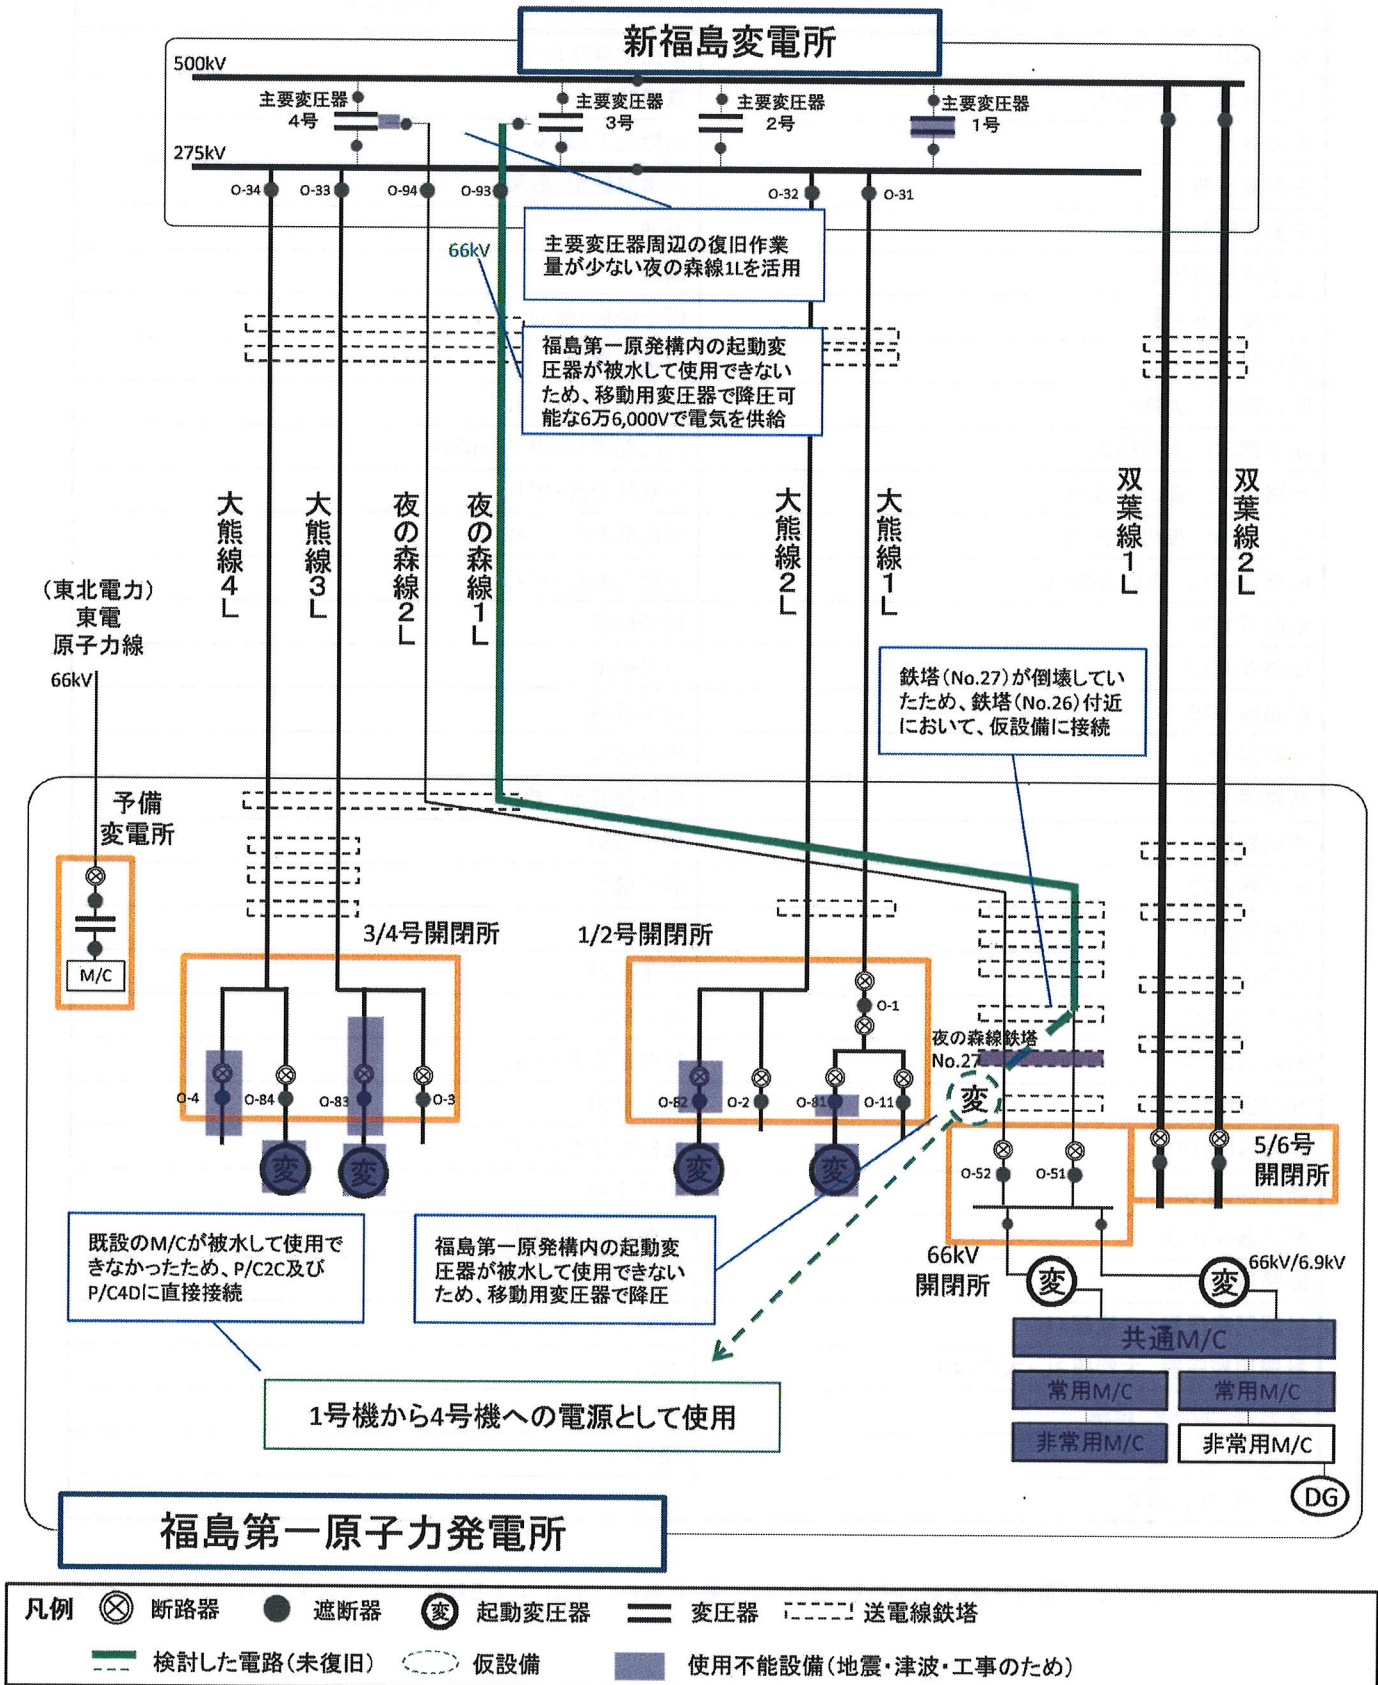 新福島変電所
500kV
主要変圧器
4号
主要変圧器
3号
主要変圧器
2号
主要変圧器
1号
275kV
O-34
O-33
O-94
O-93
O-32
O-31
66kV
主要変圧器周辺の復旧作業
量が少ない夜の森線1Lを活用
福島第一原発構内の起動変
圧器が被水して使用できない
ため、移動用変圧器で降圧可
能な6万6,000Vで電気を供給
大熊線4L
大熊線3L
夜の森線2L
夜の森線1L
大熊線2L
大熊線1L
双葉線1L
双葉線2L
(東北電力)
東電
原子力線
66kV
鉄塔(No.27)が倒壊してい
たため、鉄塔(No.26)付近
において、仮設備に接続
予備
変電所
M/C
3/4号開閉所
1/2号開閉所
O-1
夜の森線鉄塔
No.27
変
O-4
O-84
O-83
O-3
O-82
O-2
O-81
O-11
変
変
変
変
O-52
O-51
5/6号
開閉所
66kV
開閉所
変
変
66kV/6.9kV
既設のM/Cが被水して使用で
きなかったため、P/C2C及び
P/C4Dに直接接続
福島第一原発構内の起動変
圧器が被水して使用できない
ため、移動用変圧器で降圧
共通M/C
常用M/C
常用M/C
非常用M/C
非常用M/C
DG
1号機から4号機への電源として使用
福島第一原子力発電所
凡例
断路器
遮断器
変
起動変圧器
変圧器
送電線鉄塔
検討した電路(未復旧)
仮設備
使用不能設備(地震・津波・工事のため)